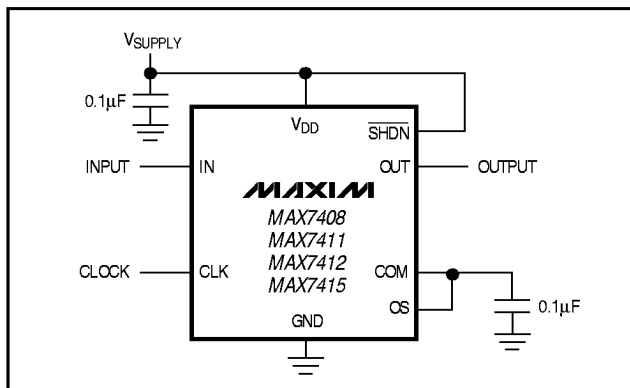 VSUPPLY
0.1µF
VDD
SHDN
INPUT
IN
OUT
OUTPUT
MAXIM
MAX7408
MAX7411
MAX7412
MAX7415
CLOCK
CLK
COM
OS
0.1µF
GND